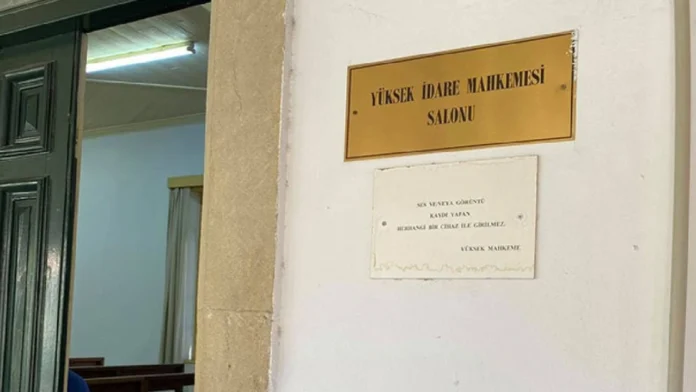 YÜKSEK İDARE MAHKEMESİ
SALONU
SES VE/VEYA GÖRÜNTÜ
KAYDI YAPAN
HERHANGİ BİR CİHAZ İLE GİRİLMEZ.
YÜKSEK MAHKEME